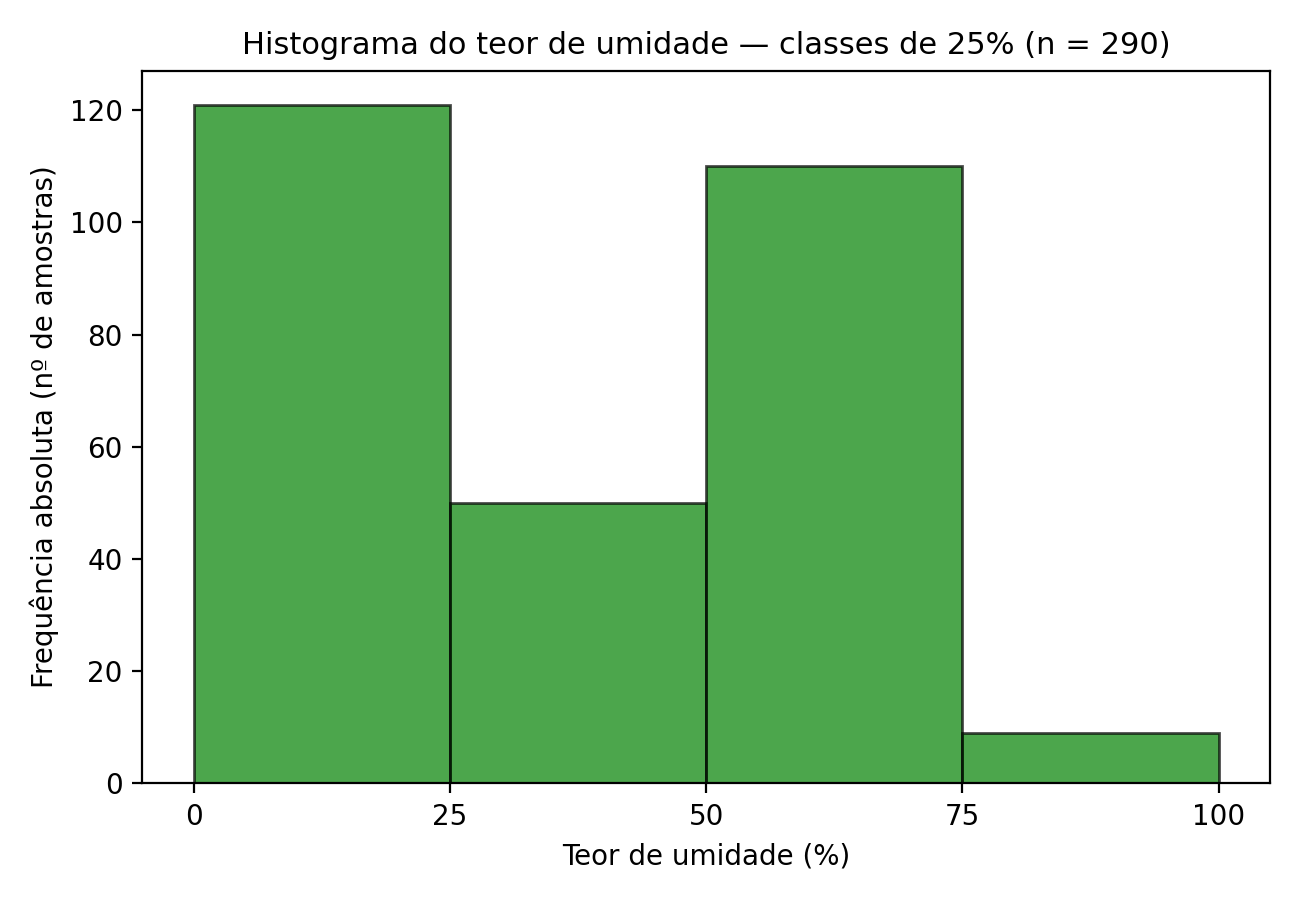 Histograma do teor de umidade — classes de 25% (n = 290)
Frequência absoluta (nº de amostras)
120
100
80
60
40
20
0
0 25 50 75 100
Teor de umidade (%)